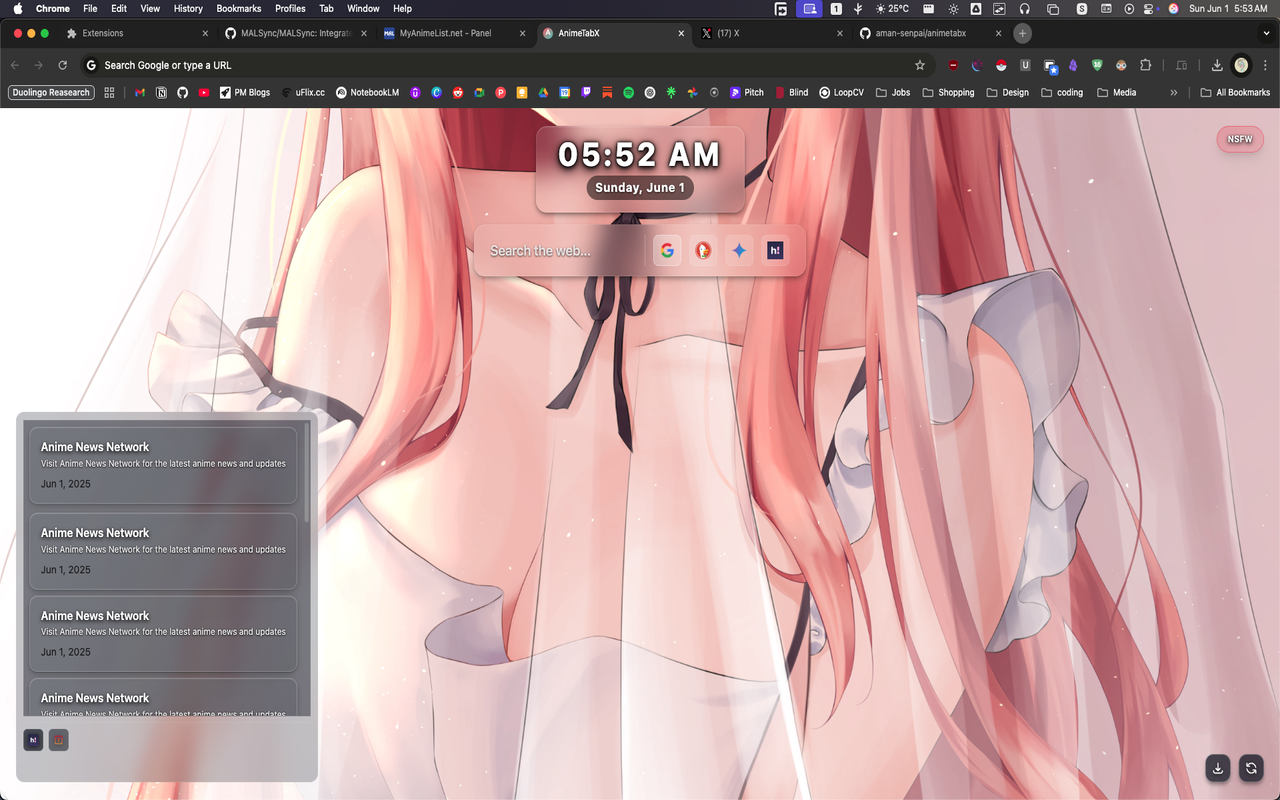 Chrome File Edit View History Bookmarks Profiles Tab Window Help 1 25°C Sun Jun 1 5:53 AM
Extensions MALSync/MALSync: Integrate MyAnimeList.net - Panel AnimeTabX (17) X aman-senpai/animetabx
Search Google or type a URL
Duolingo Reasearch PM Blogs uFlix.cc NotebookLM Pitch Blind LoopCV Jobs Shopping Design coding Media » All Bookmarks
05:52 AM
NSFW
Sunday, June 1
Search the web... h!
Anime News Network
Visit Anime News Network for the latest anime news and updates
Jun 1, 2025
Anime News Network
Visit Anime News Network for the latest anime news and updates
Jun 1, 2025
Anime News Network
Visit Anime News Network for the latest anime news and updates
Jun 1, 2025
Anime News Network
Visit Anime News Network for the latest anime news and updates
h!